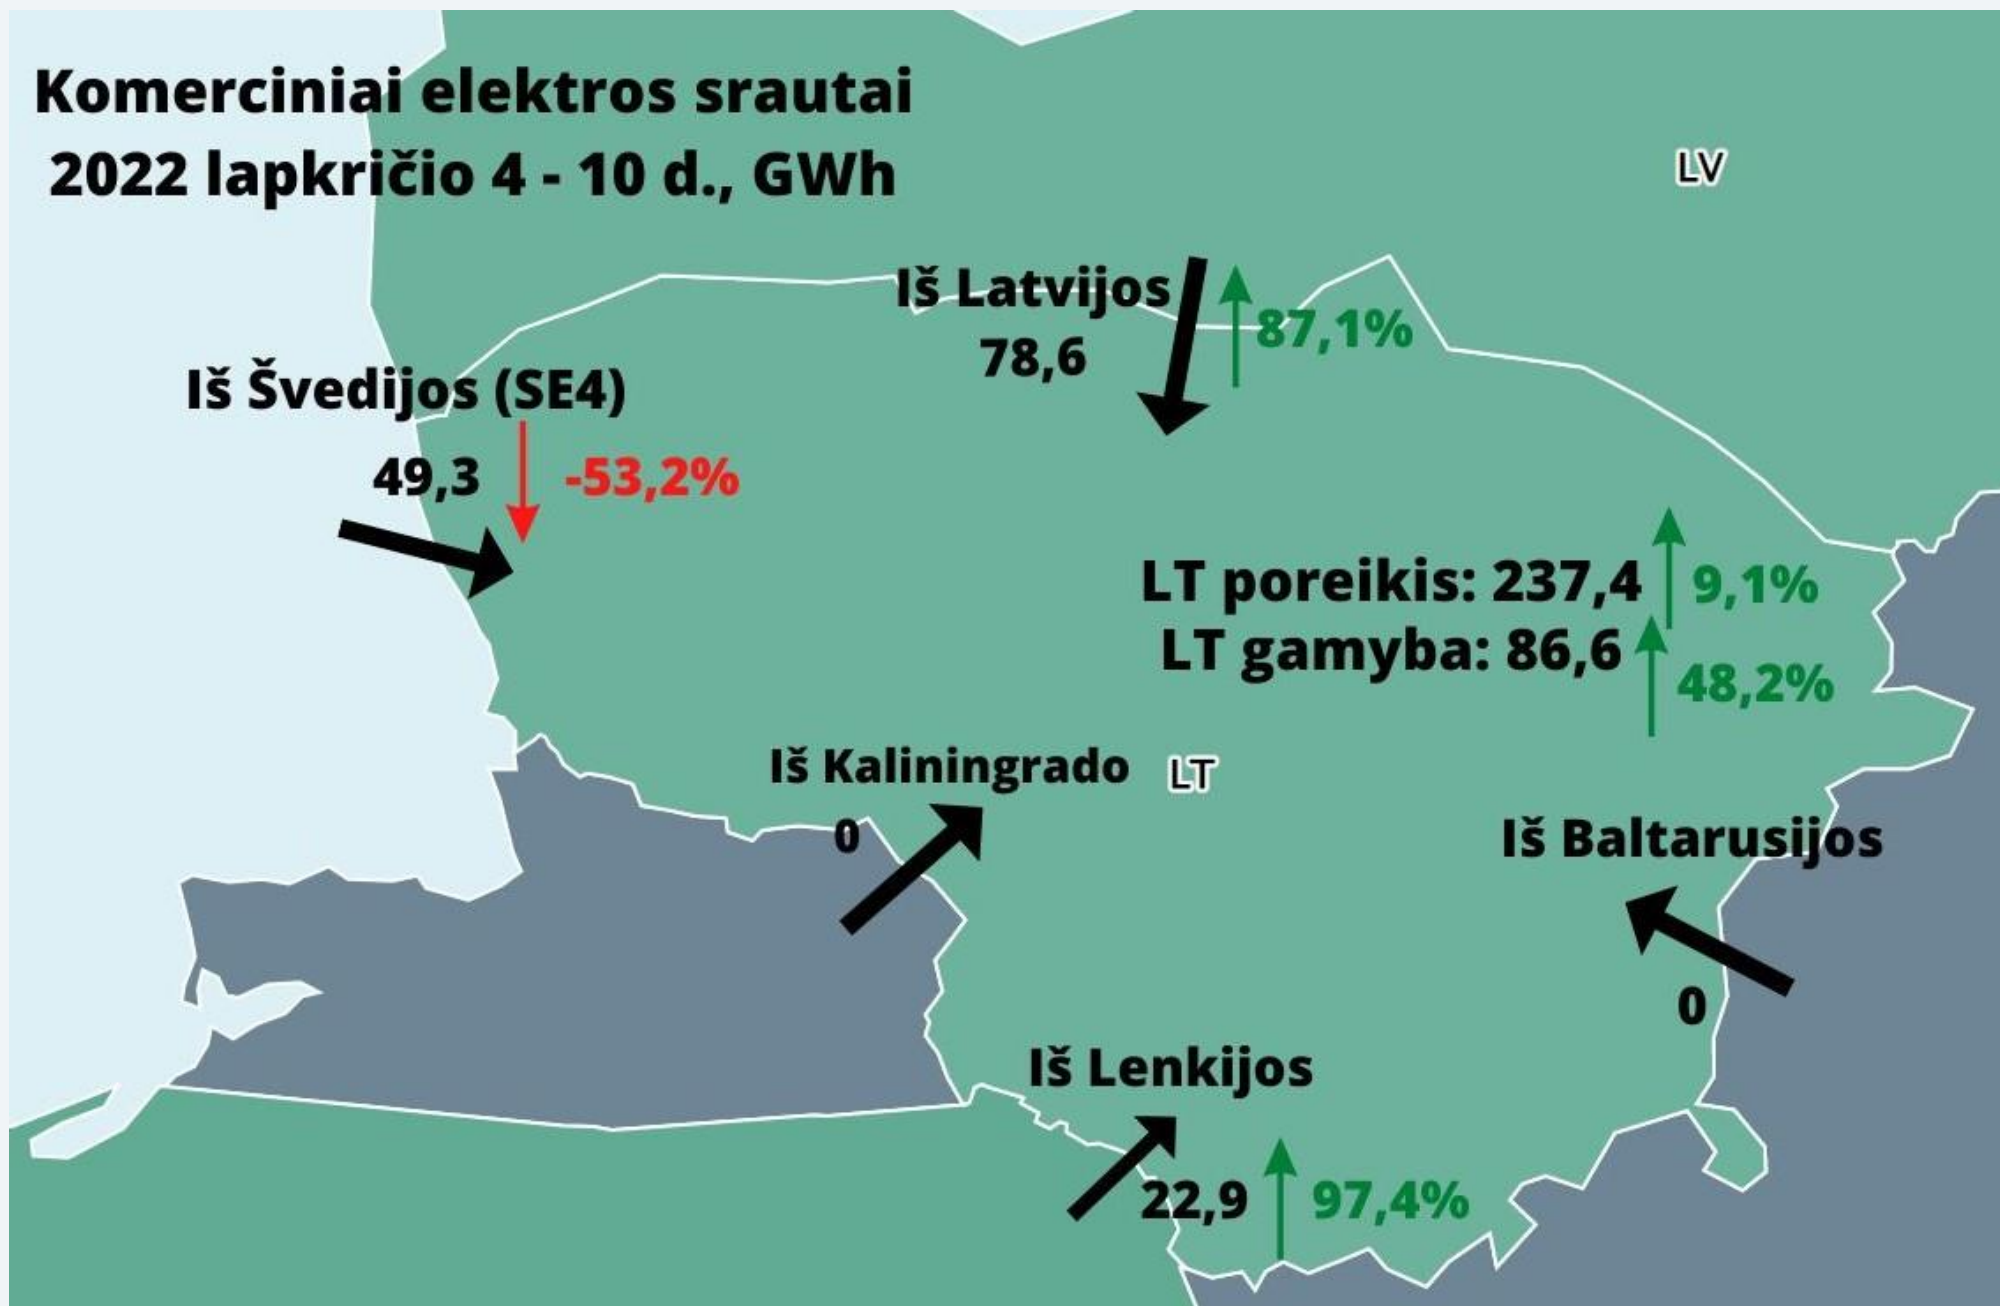 Komerciniai elektros srautai
2022 lapkričio 4 - 10 d., GWh
LV
Iš Latvijos
78,6
87,1%
Iš Švedijos (SE4)
49,3
-53,2%
LT poreikis: 237,4
9,1%
LT gamyba: 86,6
48,2%
Iš Kaliningrado
0
LT
Iš Baltarusijos
0
Iš Lenkijos
22,9
97,4%